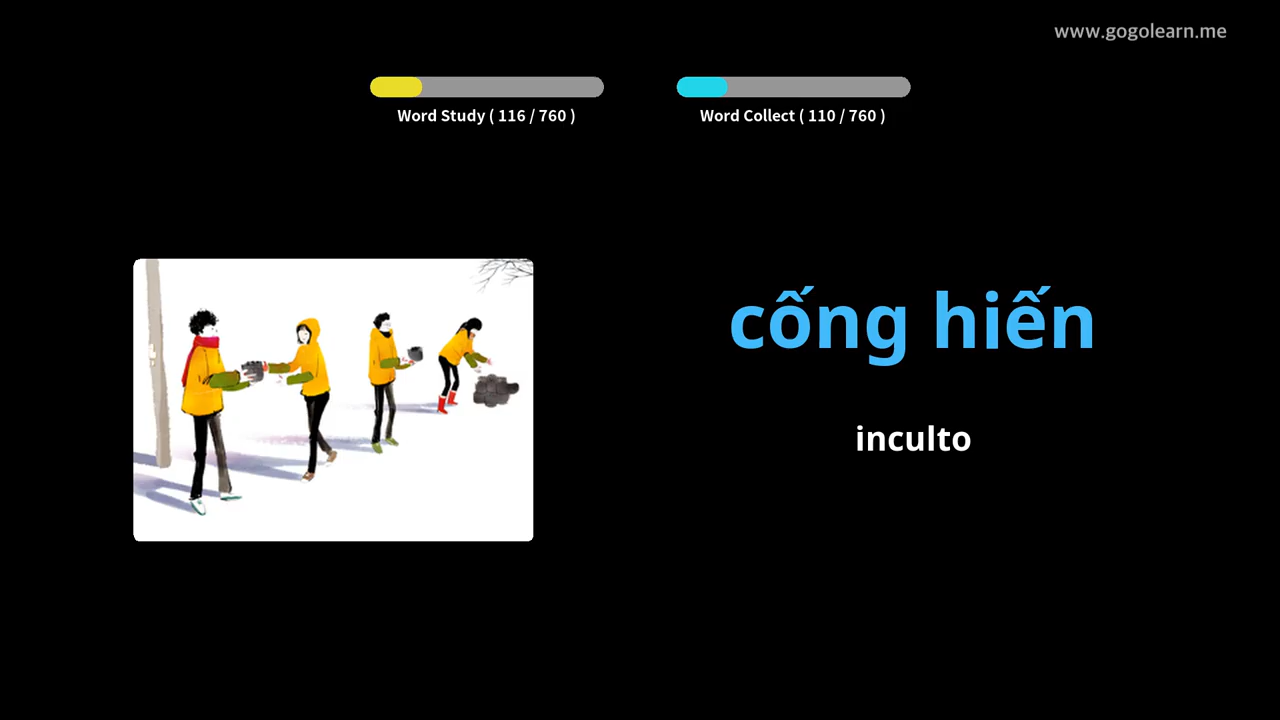 www.gogolearn.me
Word Study ( 116 / 760 )
Word Collect ( 110 / 760 )
cống hiến
inculto